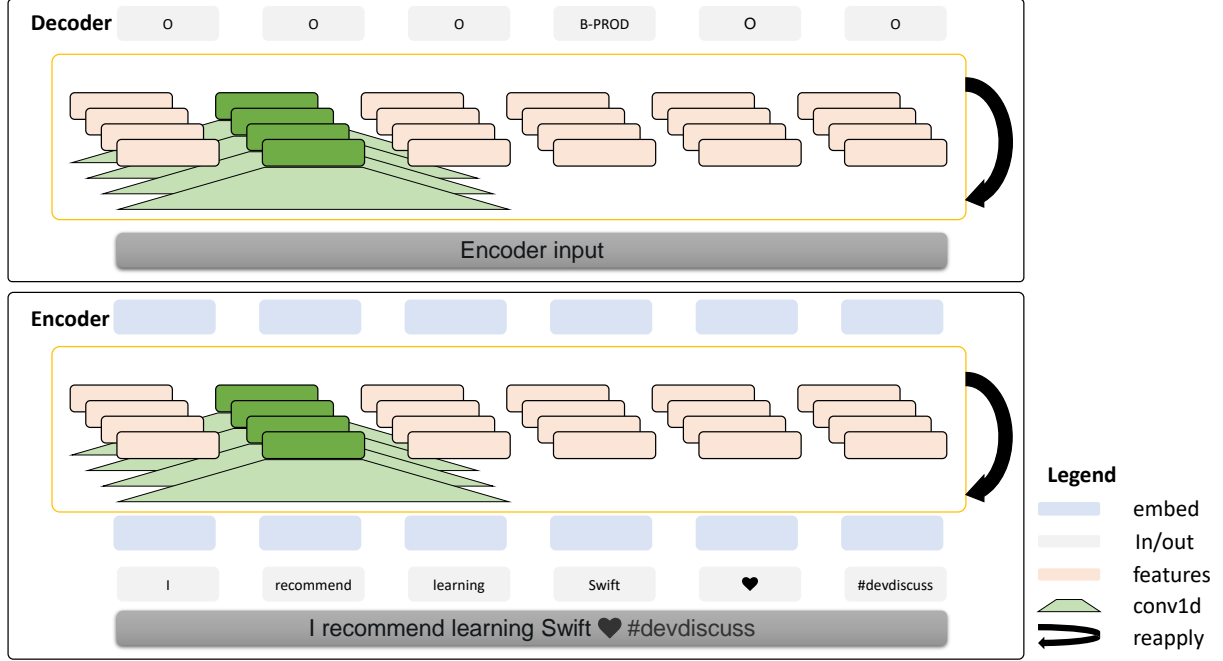 Decoder
O O O B-PROD O O
Encoder input
Encoder
I recommend learning Swift ♥ #devdiscuss
I recommend learning Swift ♥ #devdiscuss
Legend
embed
In/out
features
conv1d
reapply